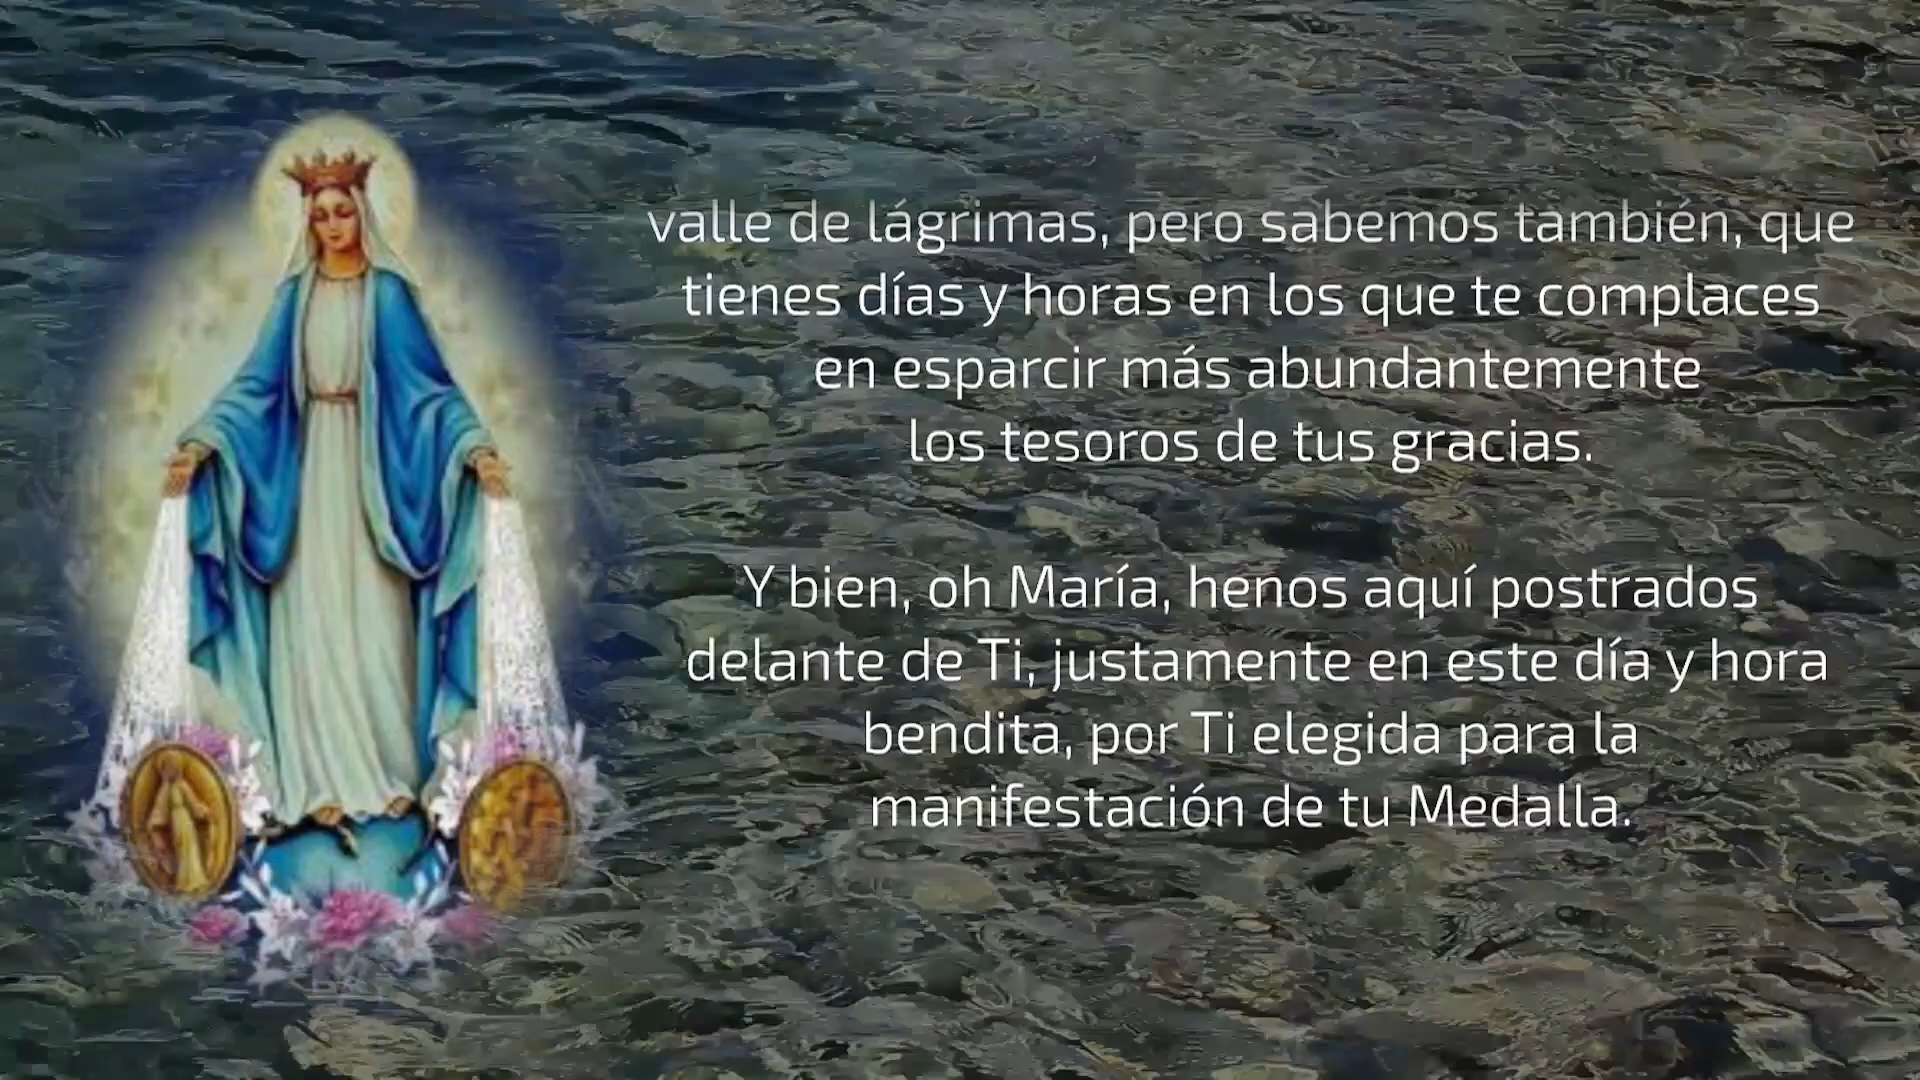 valle de lágrimas, pero sabemos también, que
tienes días y horas en los que te complaces
en esparcir más abundantemente
los tesoros de tus gracias.
Y bien, oh María, henos aquí postrados
delante de Ti, justamente en este día y hora
bendita, por Ti elegida para la
manifestación de tu Medalla.